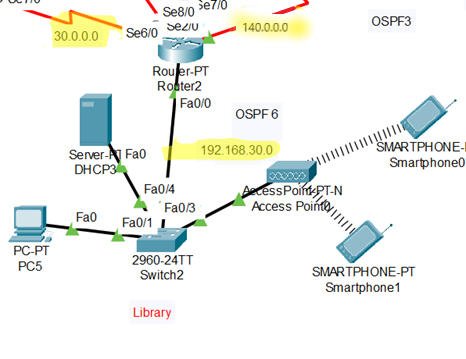 Se8/0
Se7/0
OSPF3
140.0.0.0
30.0.0.0
Se6/0
Se2/0
Router-PT
Router2
Fa0/0
OSPF 6
192.168.30.0
Server-PT
DHCP3
Fa0
SMARTPHONE-
Smartphone0
AccessPoint-PT-N
Access Point0
Fa0/4
Fa0/3
Fa0
Fa0/1
PC-PT
PC5
2960-24TT
Switch2
SMARTPHONE-PT
Smartphone1
Library